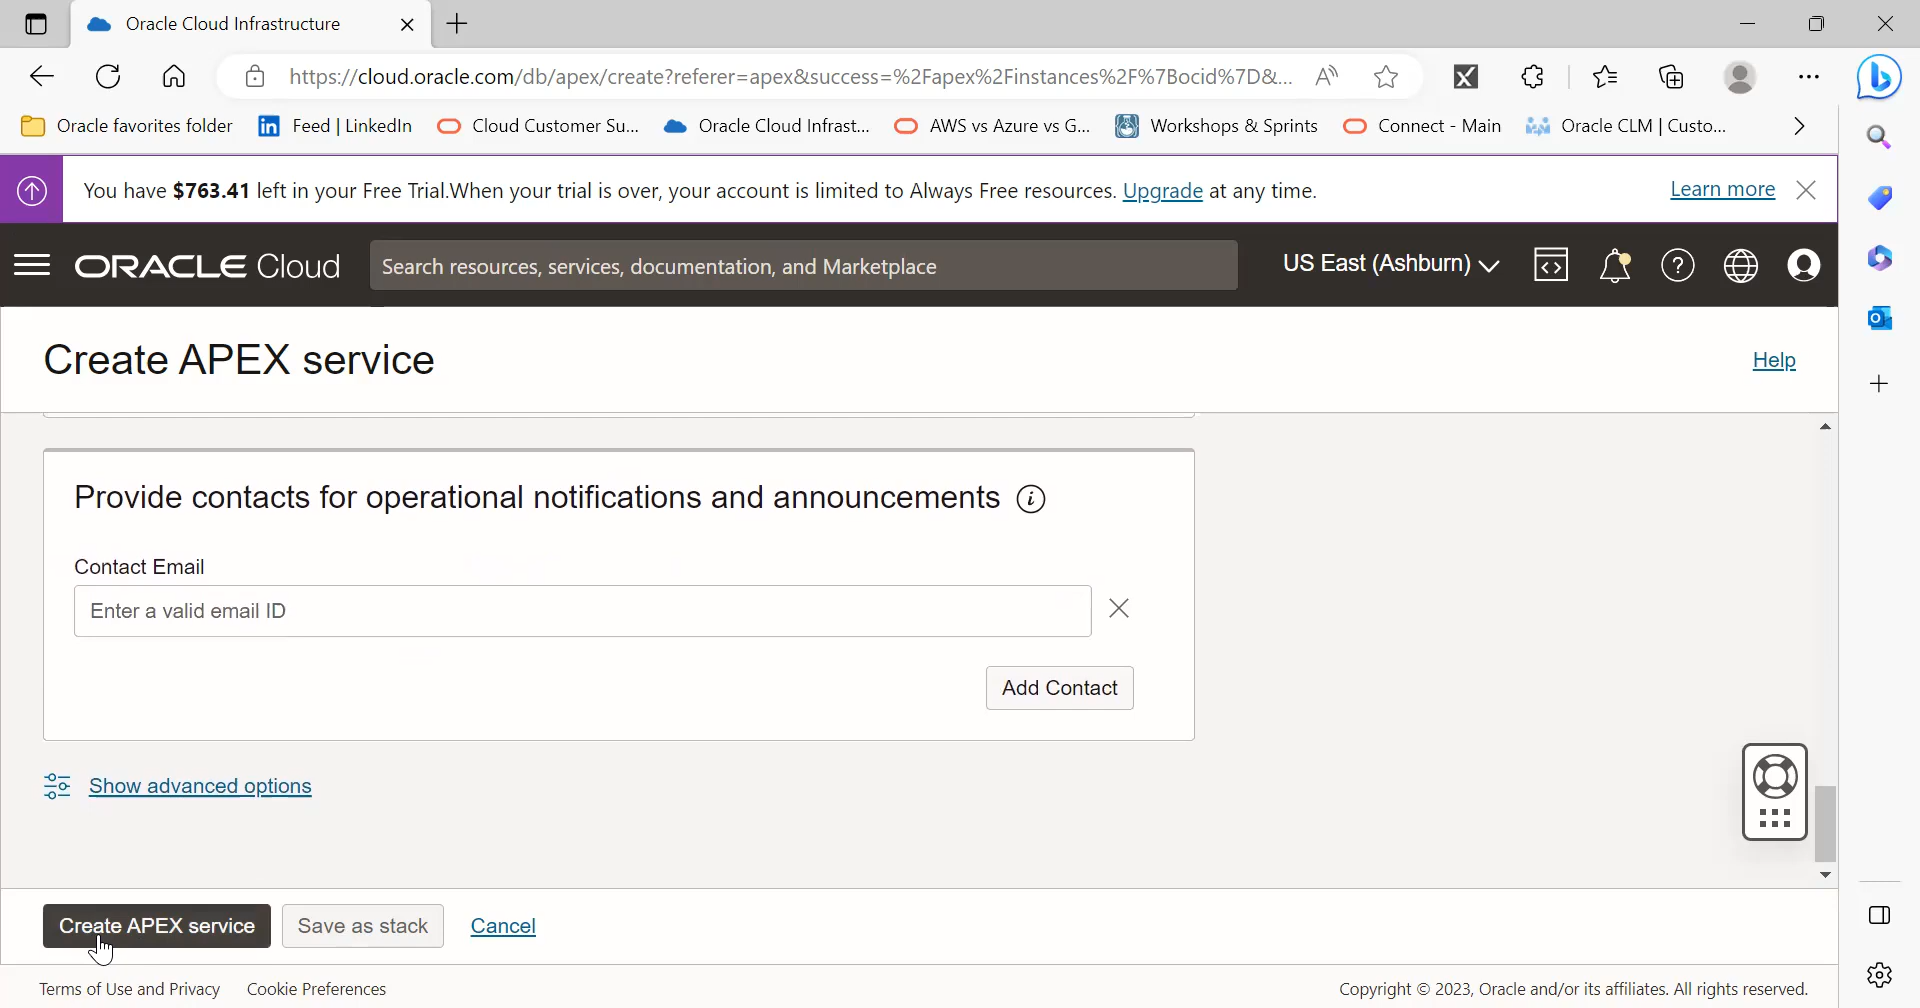 Oracle Cloud Infrastructure
https://cloud.oracle.com/db/apex/create?referer=apex&success=%2Fapex%2Finstances%2F%7Bocid%7D&...
Oracle favorites folder Feed | LinkedIn Cloud Customer Su... Oracle Cloud Infrast... AWS vs Azure vs G... Workshops & Sprints Connect - Main Oracle CLM | Custo...
You have $763.41 left in your Free Trial.When your trial is over, your account is limited to Always Free resources. Upgrade at any time. Learn more
ORACLE Cloud Search resources, services, documentation, and Marketplace US East (Ashburn)
Create APEX service Help
Provide contacts for operational notifications and announcements
Contact Email
Enter a valid email ID
Add Contact
Show advanced options
Create APEX service Save as stack Cancel
Terms of Use and Privacy Cookie Preferences Copyright © 2023, Oracle and/or its affiliates. All rights reserved.